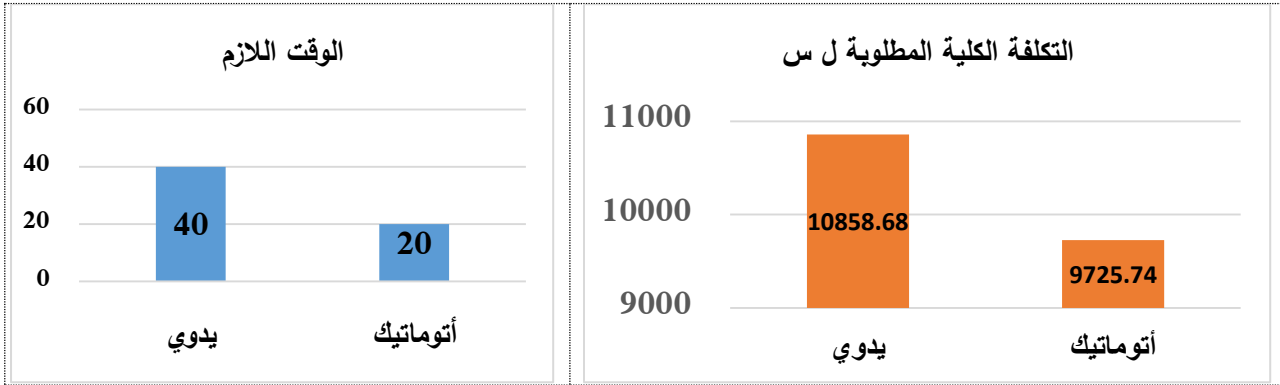 الوقت اللازم
60
40
20
0
40
20
يدوي
أتوماتيك
التكلفة الكلية المطلوبة ل س
11000
10000
9000
10858.68
9725.74
يدوي
أتوماتيك